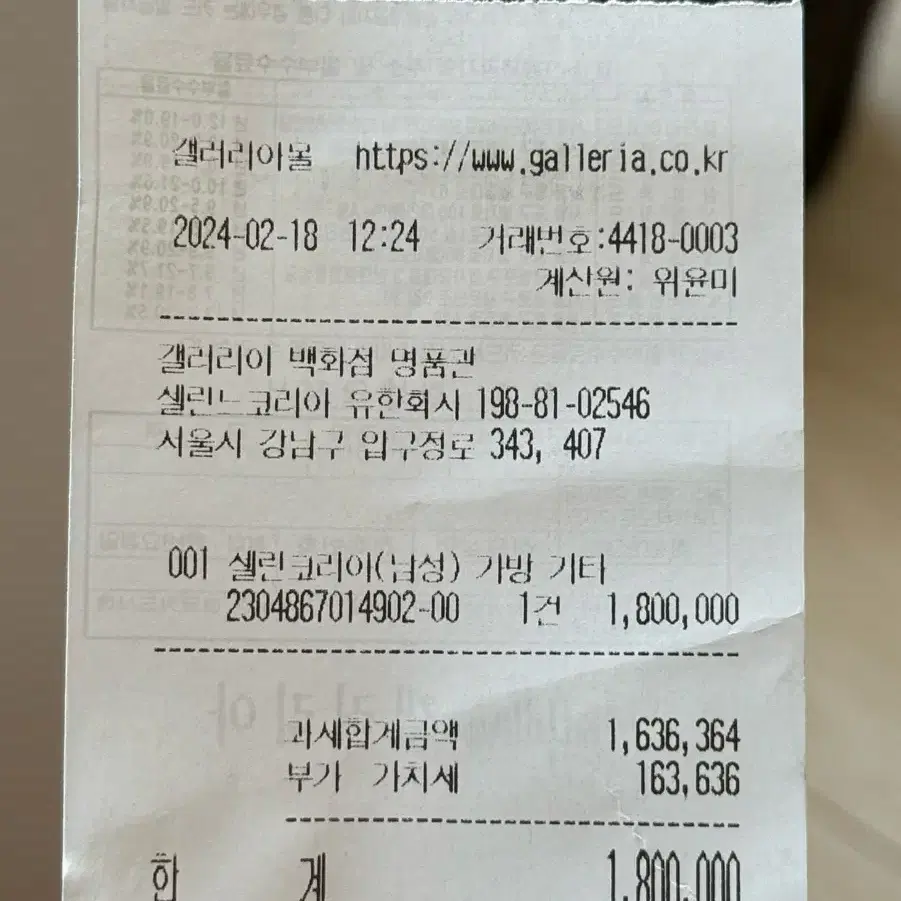 갤러리아몰 https://www.galleria.co.kr
2024-02-18 12:24 거래번호:4418-0003
계산원: 위윤미
갤러리이 백화점 명품관
셀린느코리아 유한회사 198-81-02546
서울시 강남구 압구정로 343, 407
001 셀린코리아(남성) 가방 기타
2304867014902-00 1건 1,800,000
과세합계금액 1,636,364
부가 가치세 163,636
합 계 1,800,000